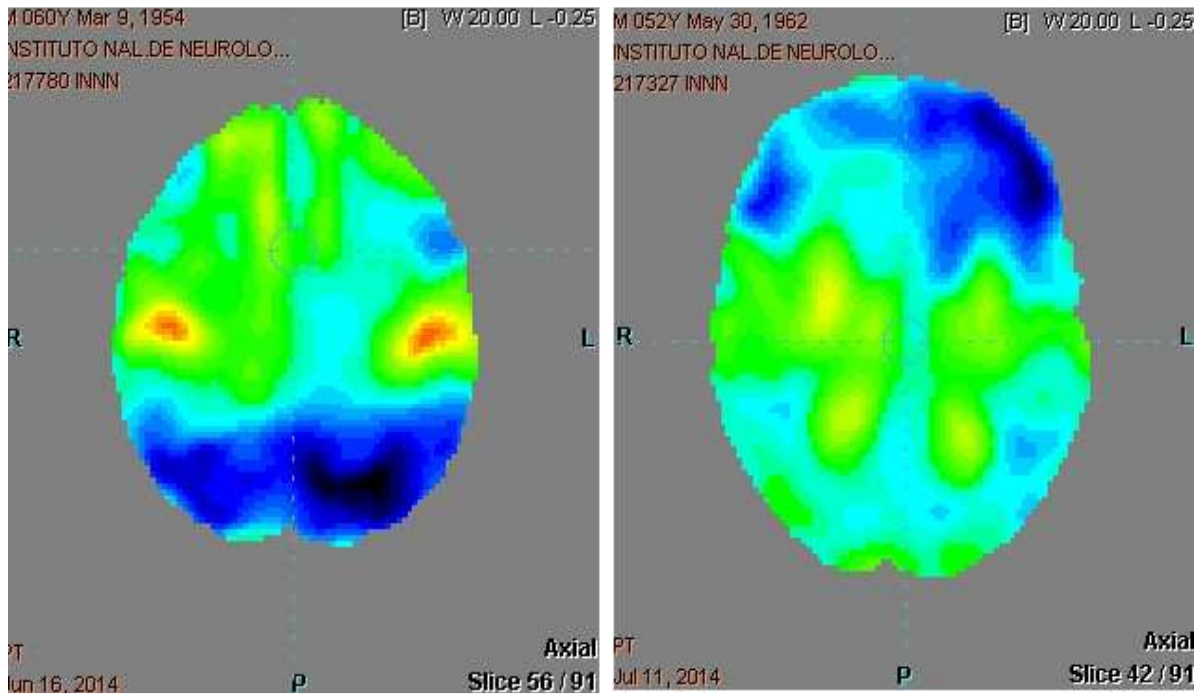 M 060Y Mar 9, 1954 [B] W 20.00 L -0.25
INSTITUTO NAL.DE NEUROLO...
217780 INNN
R L
PT Axial
Jun 16, 2014 P Slice 56 / 91
M 052Y May 30, 1962 [B] W 20.00 L -0.25
INSTITUTO NAL.DE NEUROLO...
217327 INNN
R L
PT Axial
Jul 11, 2014 P Slice 42 / 91